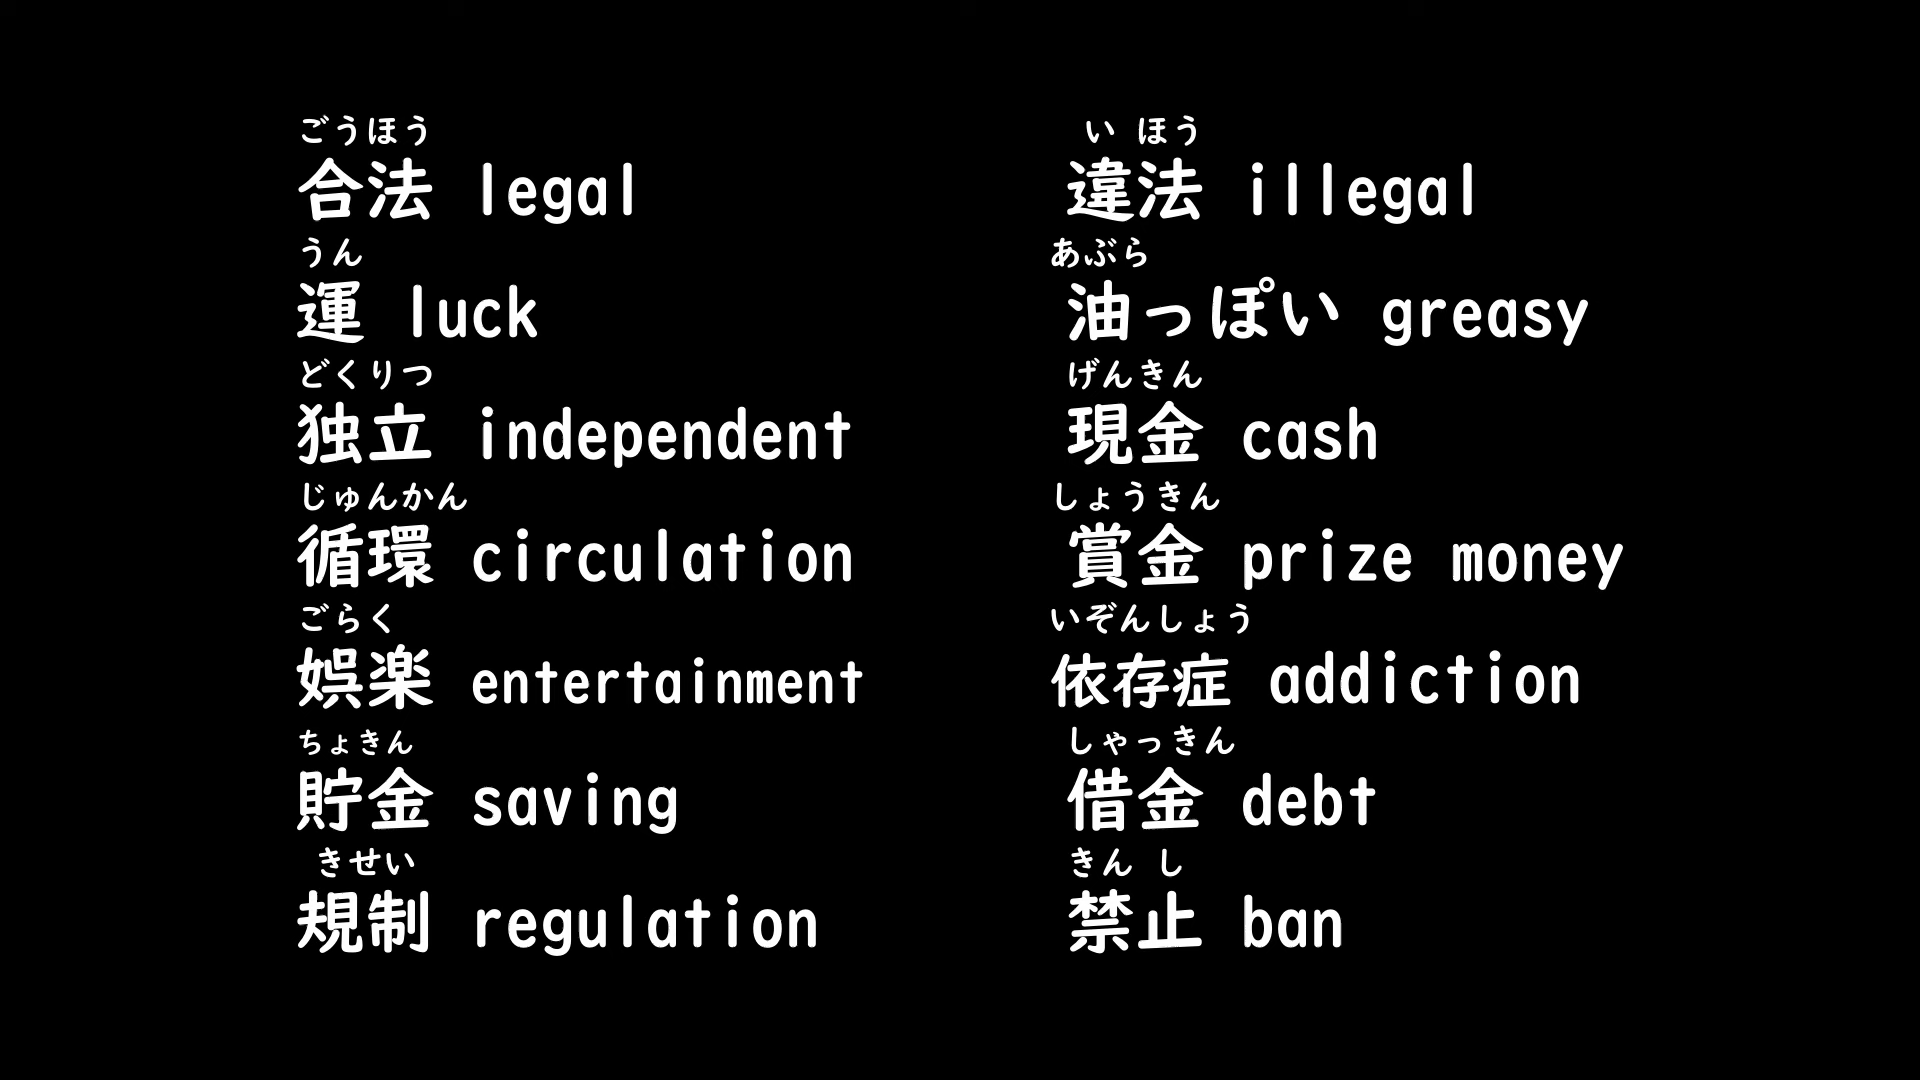 ごうほう
合法 legal
うん
運 luck
どくりつ
独立 independent
じゅんかん
循環 circulation
ごらく
娯楽 entertainment
ちょきん
貯金 saving
きせい
規制 regulation
い ほう
違法 illegal
あぶら
油っぽい greasy
げんきん
現金 cash
しょうきん
賞金 prize money
いぞんしょう
依存症 addiction
しゃっきん
借金 debt
きん し
禁止 ban